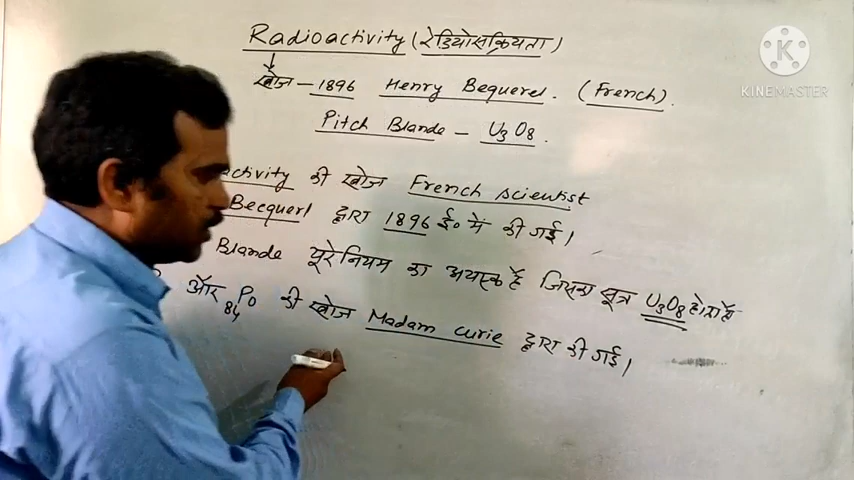 Radioactivity (रेडियोसक्रियता)
खोज - 1896 Henry Bequerel. (French).
Pitch Blande - U3O8.
activity की खोज French scientist
Becquerl द्वारा 1896 ई० में की गई।
Blande यूरेनियम का अयस्क है जिसका सूत्र U3O8 होता है
और 84Po की खोज Madam Curie द्वारा की गई।
KINEMASTER